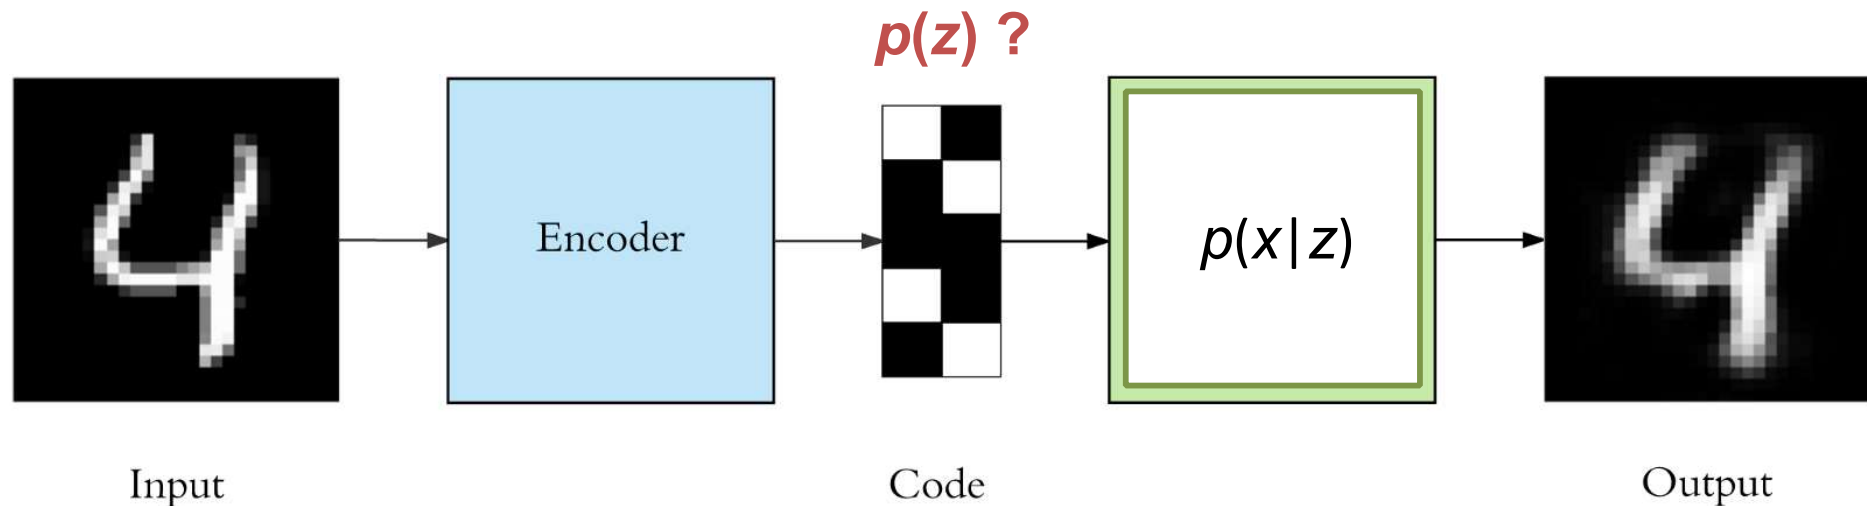 p(z) ?
Encoder
p(x|z)
Input
Code
Output